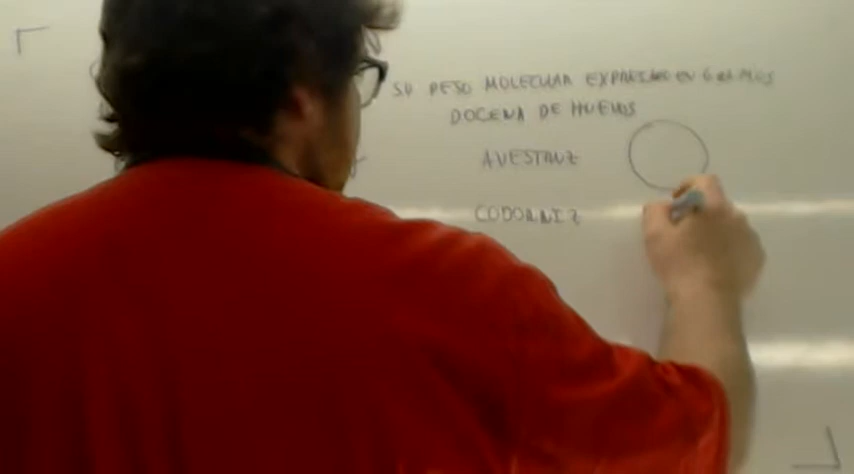 SU PESO MOLECULAR EXPRESADO EN GRAMOS
DOCENA DE HUEVOS
AVESTRUZ
CODORNIZ